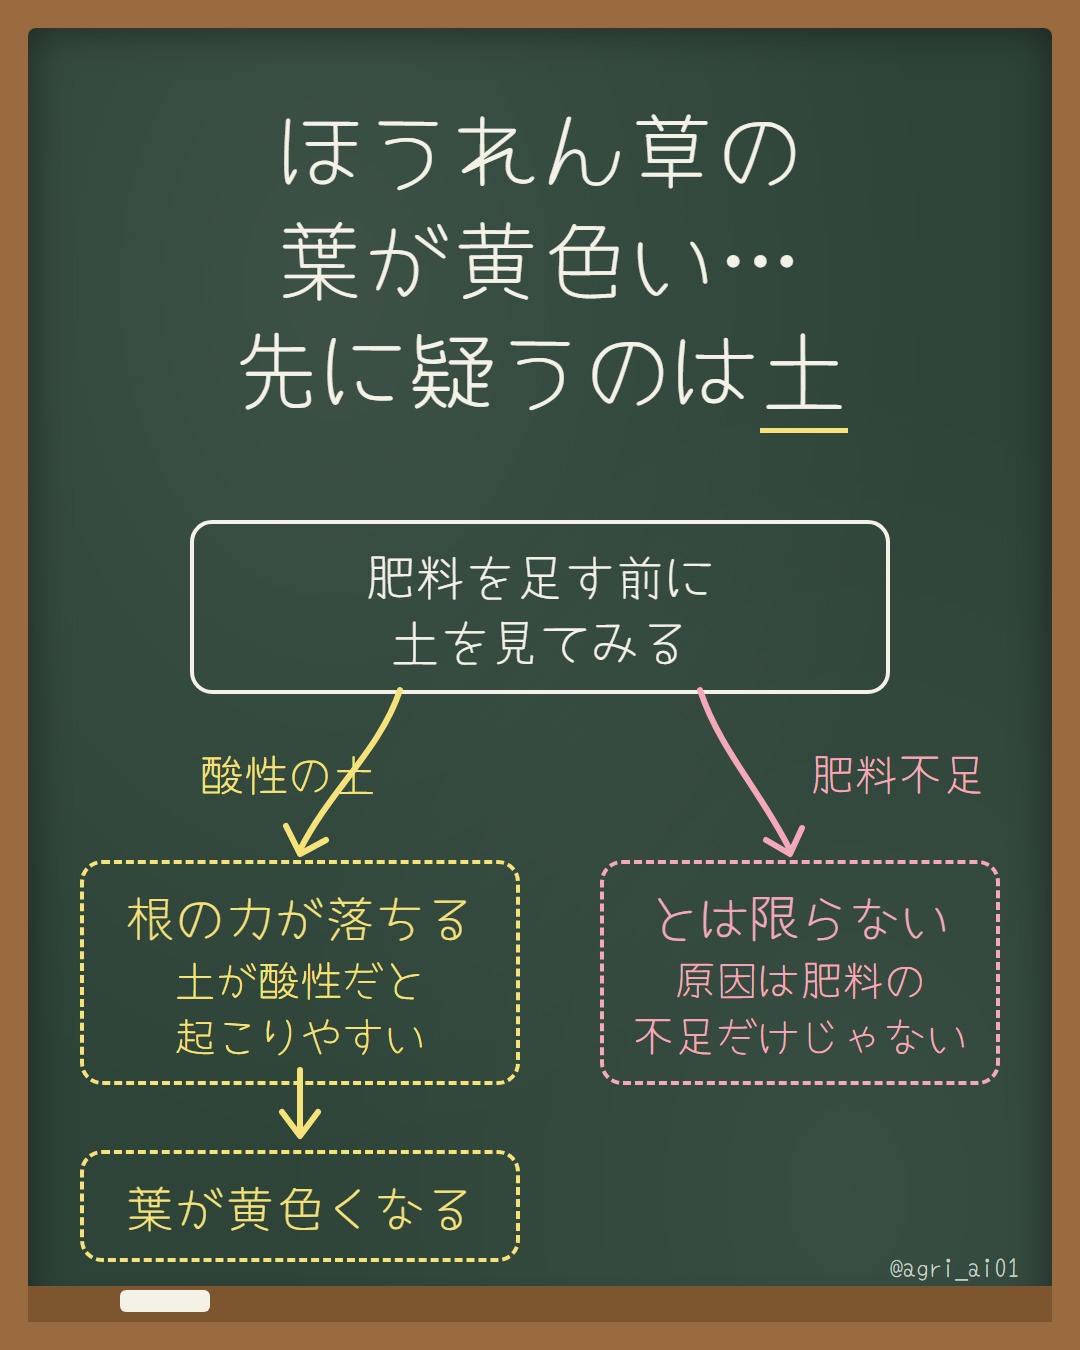 ほうれん草の
葉が黄色い…
先に疑うのは土
肥料を足す前に
土を見てみる
酸性の土
肥料不足
根の力が落ちる
土が酸性だと
起こりやすい
とは限らない
原因は肥料の
不足だけじゃない
葉が黄色くなる
@agri_ai01